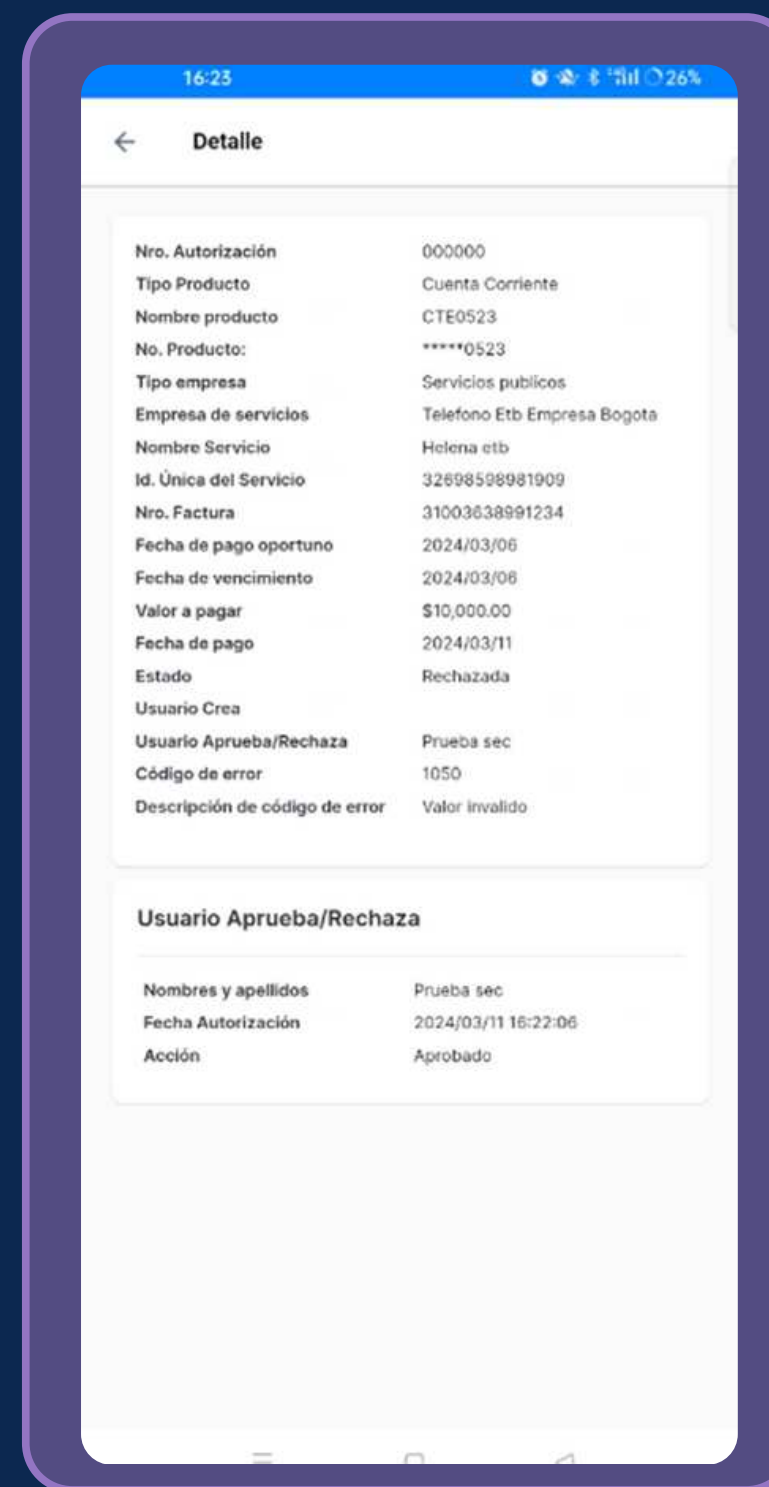 16:23 26%
Detalle
Nro. Autorización 000000
Tipo Producto Cuenta Corriente
Nombre producto CTE0523
No. Producto: *****0523
Tipo empresa Servicios publicos
Empresa de servicios Telefono Etb Empresa Bogota
Nombre Servicio Helena etb
Id. Única del Servicio 32698598981909
Nro. Factura 31003638991234
Fecha de pago oportuno 2024/03/06
Fecha de vencimiento 2024/03/06
Valor a pagar $10,000.00
Fecha de pago 2024/03/11
Estado Rechazada
Usuario Crea
Usuario Aprueba/Rechaza Prueba sec
Código de error 1050
Descripción de código de error Valor invalido
Usuario Aprueba/Rechaza
Nombres y apellidos Prueba sec
Fecha Autorización 2024/03/11 16:22:06
Acción Aprobado